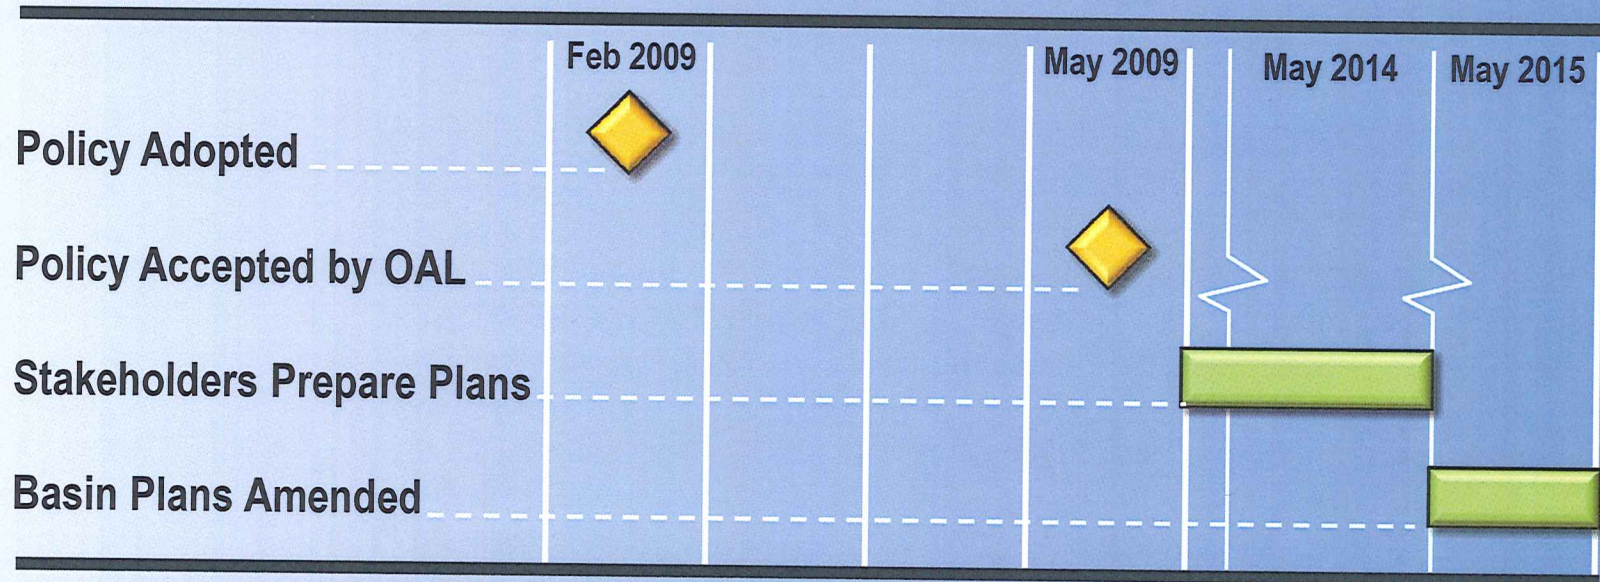 Feb 2009 May 2009 May 2014 May 2015
Policy Adopted
Policy Accepted by OAL
Stakeholders Prepare Plans
Basin Plans Amended